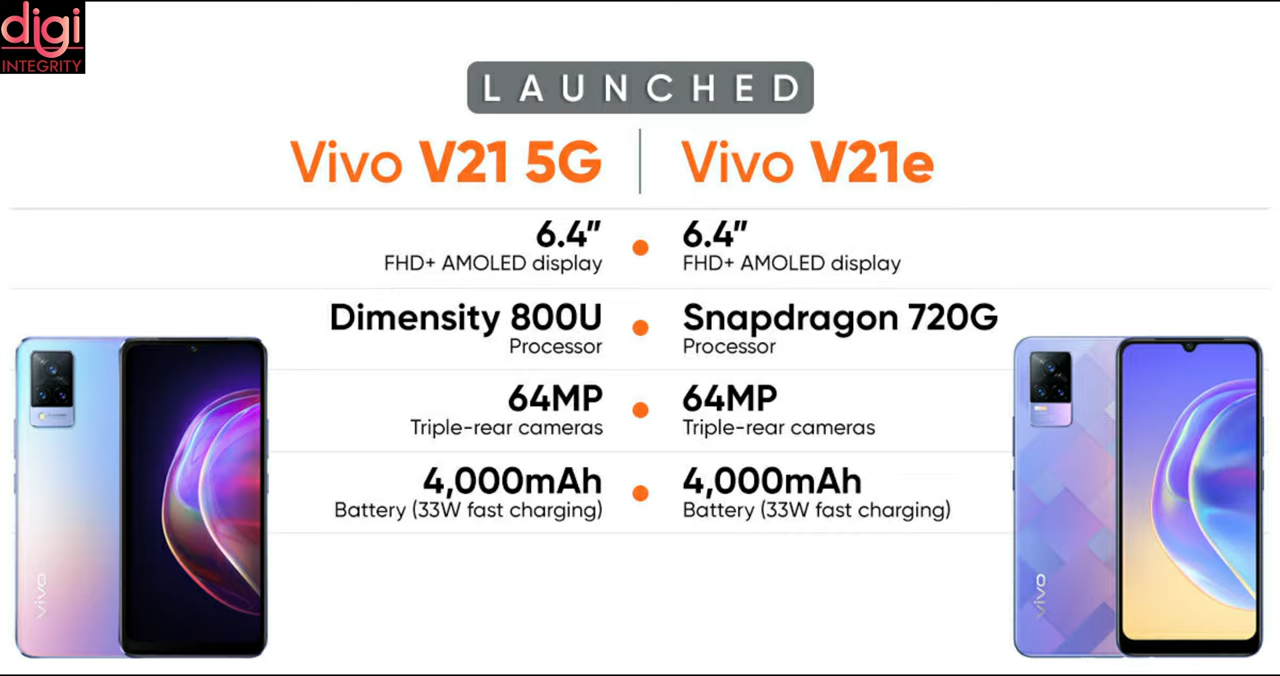 digi
INTEGRITY
LAUNCHED
Vivo V21 5G
Vivo V21e
6.4”
FHD+ AMOLED display
6.4”
FHD+ AMOLED display
Dimensity 800U
Processor
Snapdragon 720G
Processor
64MP
Triple-rear cameras
64MP
Triple-rear cameras
4,000mAh
Battery (33W fast charging)
4,000mAh
Battery (33W fast charging)
vivo
vivo